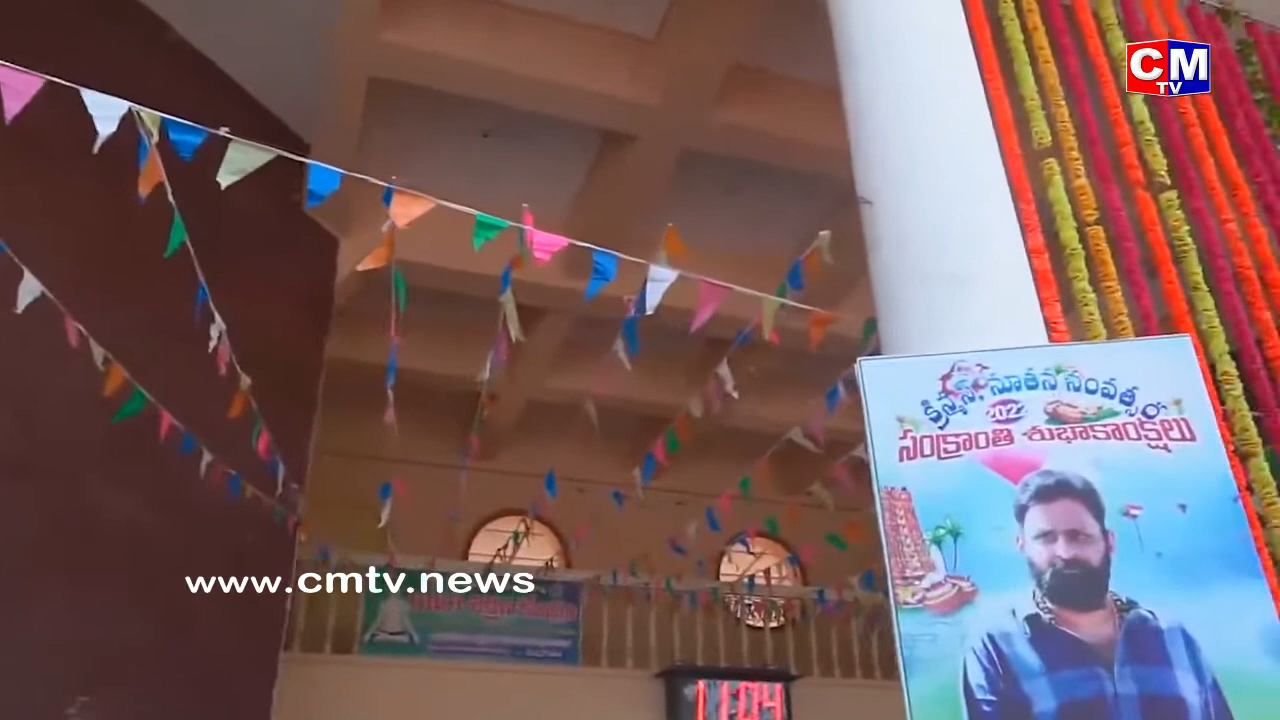 CM
TV
క్రిస్మస్, నూతన సంవత్సర
2022
సంక్రాంతి శుభాకాంక్షలు
www.cmtv.news
11:04